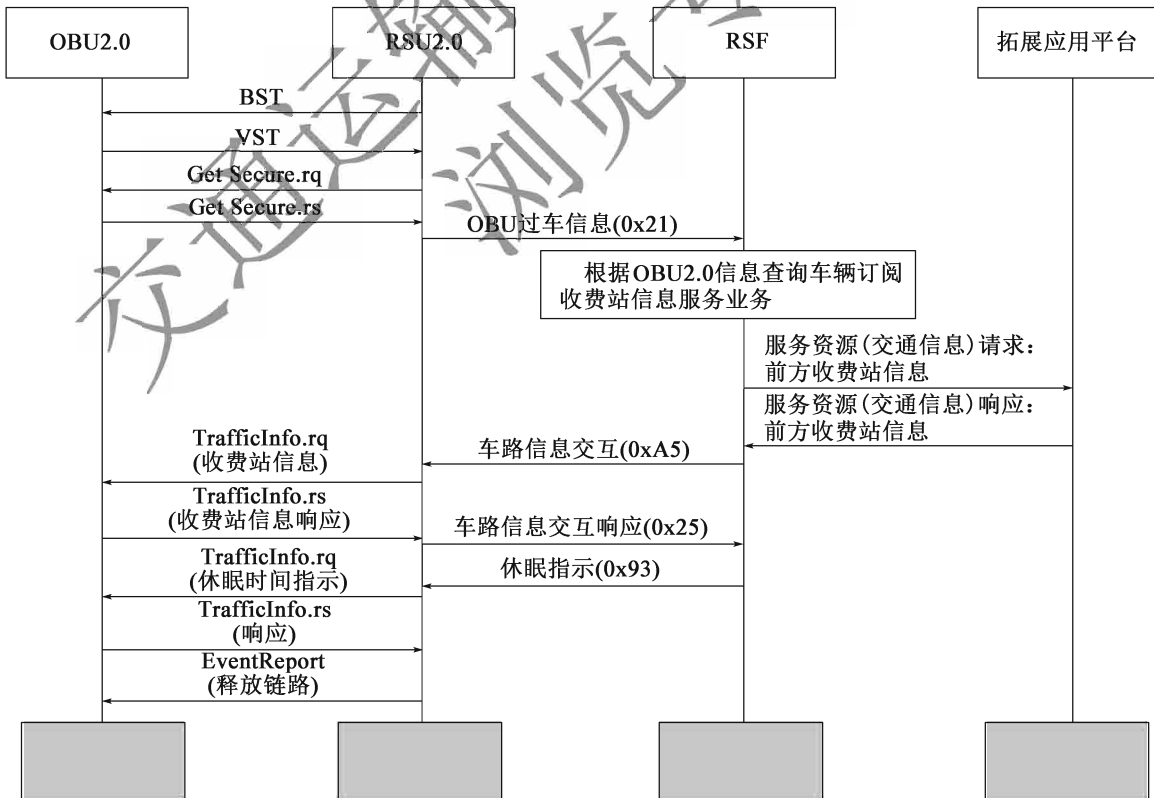 OBU2.0
RSU2.0
RSF
拓展应用平台
BST
VST
Get Secure.rq
Get Secure.rs
OBU过车信息(0x21)
根据OBU2.0信息查询车辆订阅
收费站信息服务业务
服务资源(交通信息)请求:
前方收费站信息
服务资源(交通信息)响应:
前方收费站信息
车路信息交互(0xA5)
TrafficInfo.rq
(收费站信息)
TrafficInfo.rs
(收费站信息响应)
车路信息交互响应(0x25)
休眠指示(0x93)
TrafficInfo.rq
(休眠时间指示)
TrafficInfo.rs
(响应)
EventReport
(释放链路)
交通运输
浏览专